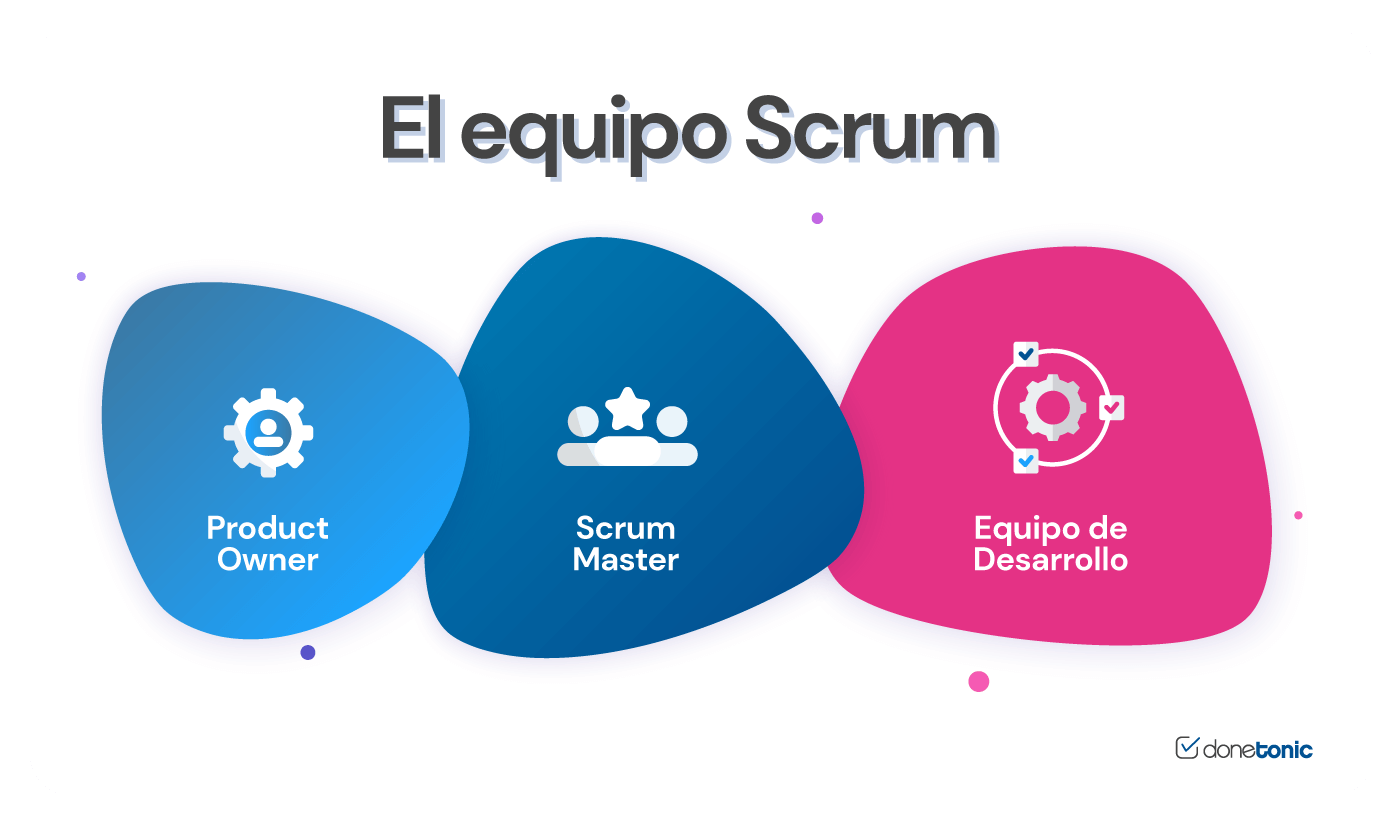 El equipo Scrum
Product
Owner
Scrum
Master
Equipo de
Desarrollo
donetonic